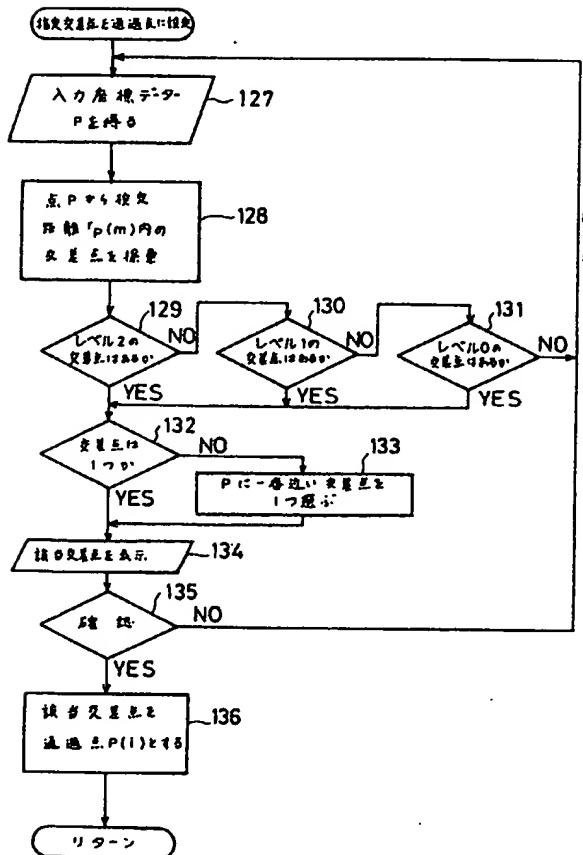 指定交差点を通過点に設定
入力座標データー
Pを得る
127
点Pから設定
距離rp(m)内の
交差点を探索
128
129
130
131
レベル2の
交差点はあるか
NO
レベル1の
交差点はあるか
NO
レベル0の
交差点はあるか
NO
YES
YES
YES
132
交差点は
1つか
NO
133
Pに一番近い交差点を
1つ選ぶ
YES
該当交差点を表示
134
135
確認
NO
YES
該当交差点を
通過点P(i)とする
136
リターン